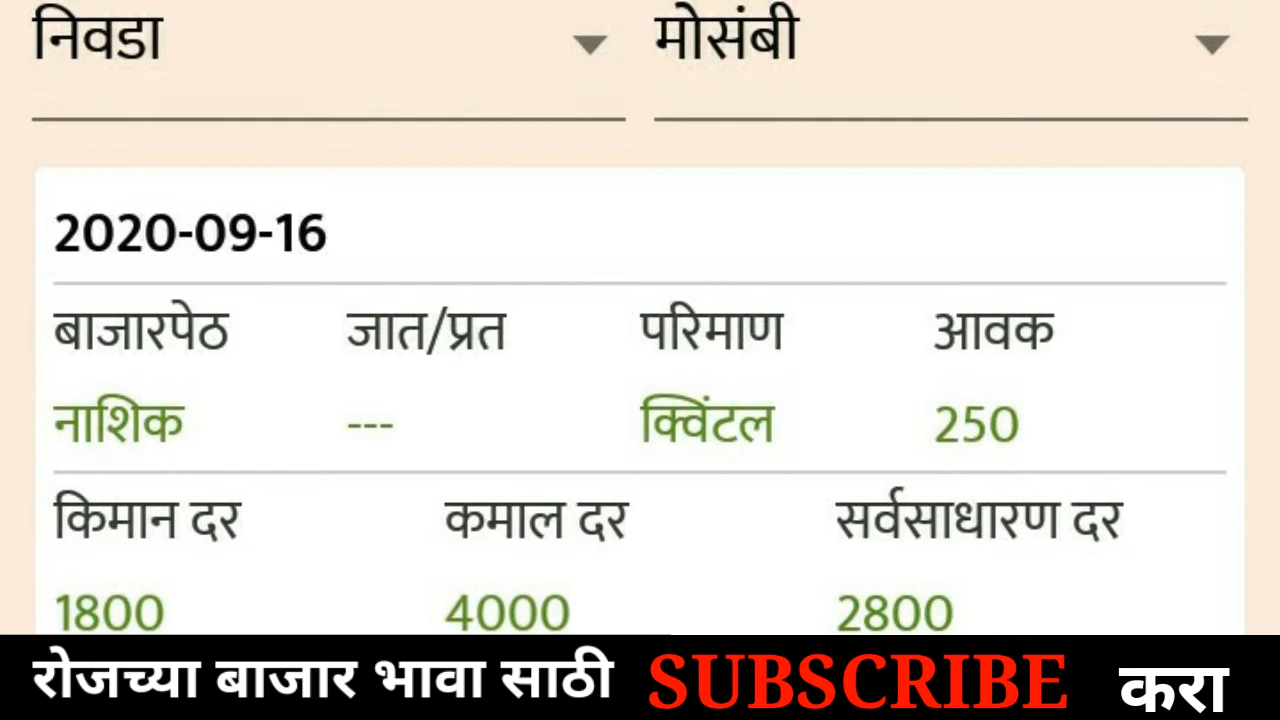 निवडा मोसंबी
2020-09-16
बाजारपेठ जात/प्रत परिमाण आवक
नाशिक --- क्विंटल 250
किमान दर कमाल दर सर्वसाधारण दर
1800 4000 2800
रोजच्या बाजार भावा साठी SUBSCRIBE करा